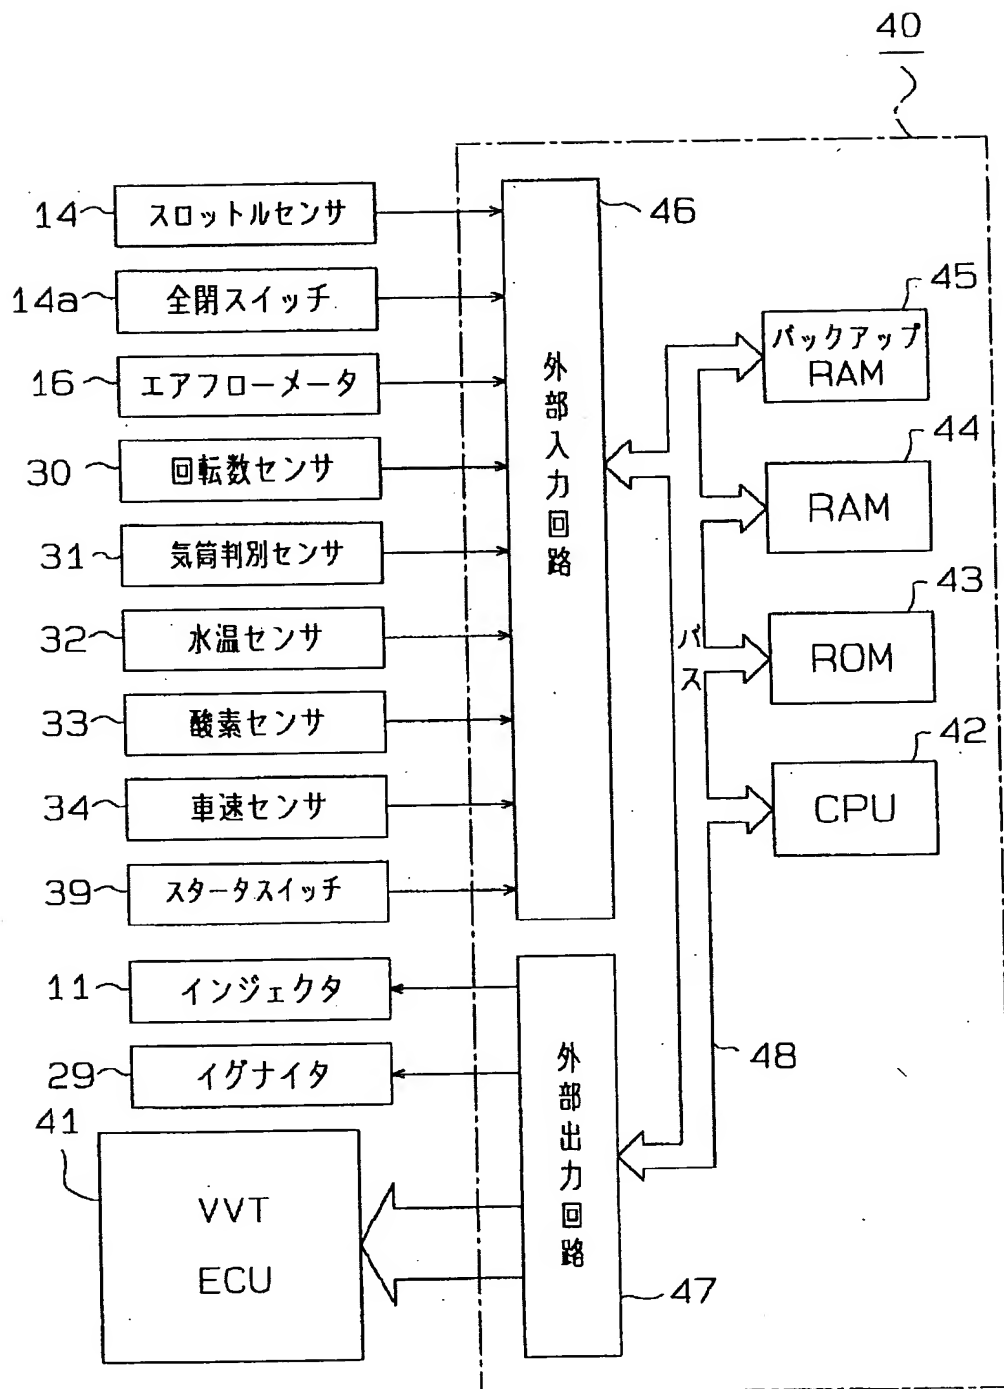 40
14 スロットルセンサ
14a 全閉スイッチ
16 エアフローメータ
30 回転数センサ
31 気筒判別センサ
32 水温センサ
33 酸素センサ
34 車速センサ
39 スタータスイッチ
11 インジェクタ
29 イグナイタ
41
VVT
ECU
外部入力回路
46
外部出力回路
47
バス
48
45
バックアップ
RAM
44
RAM
43
ROM
42
CPU